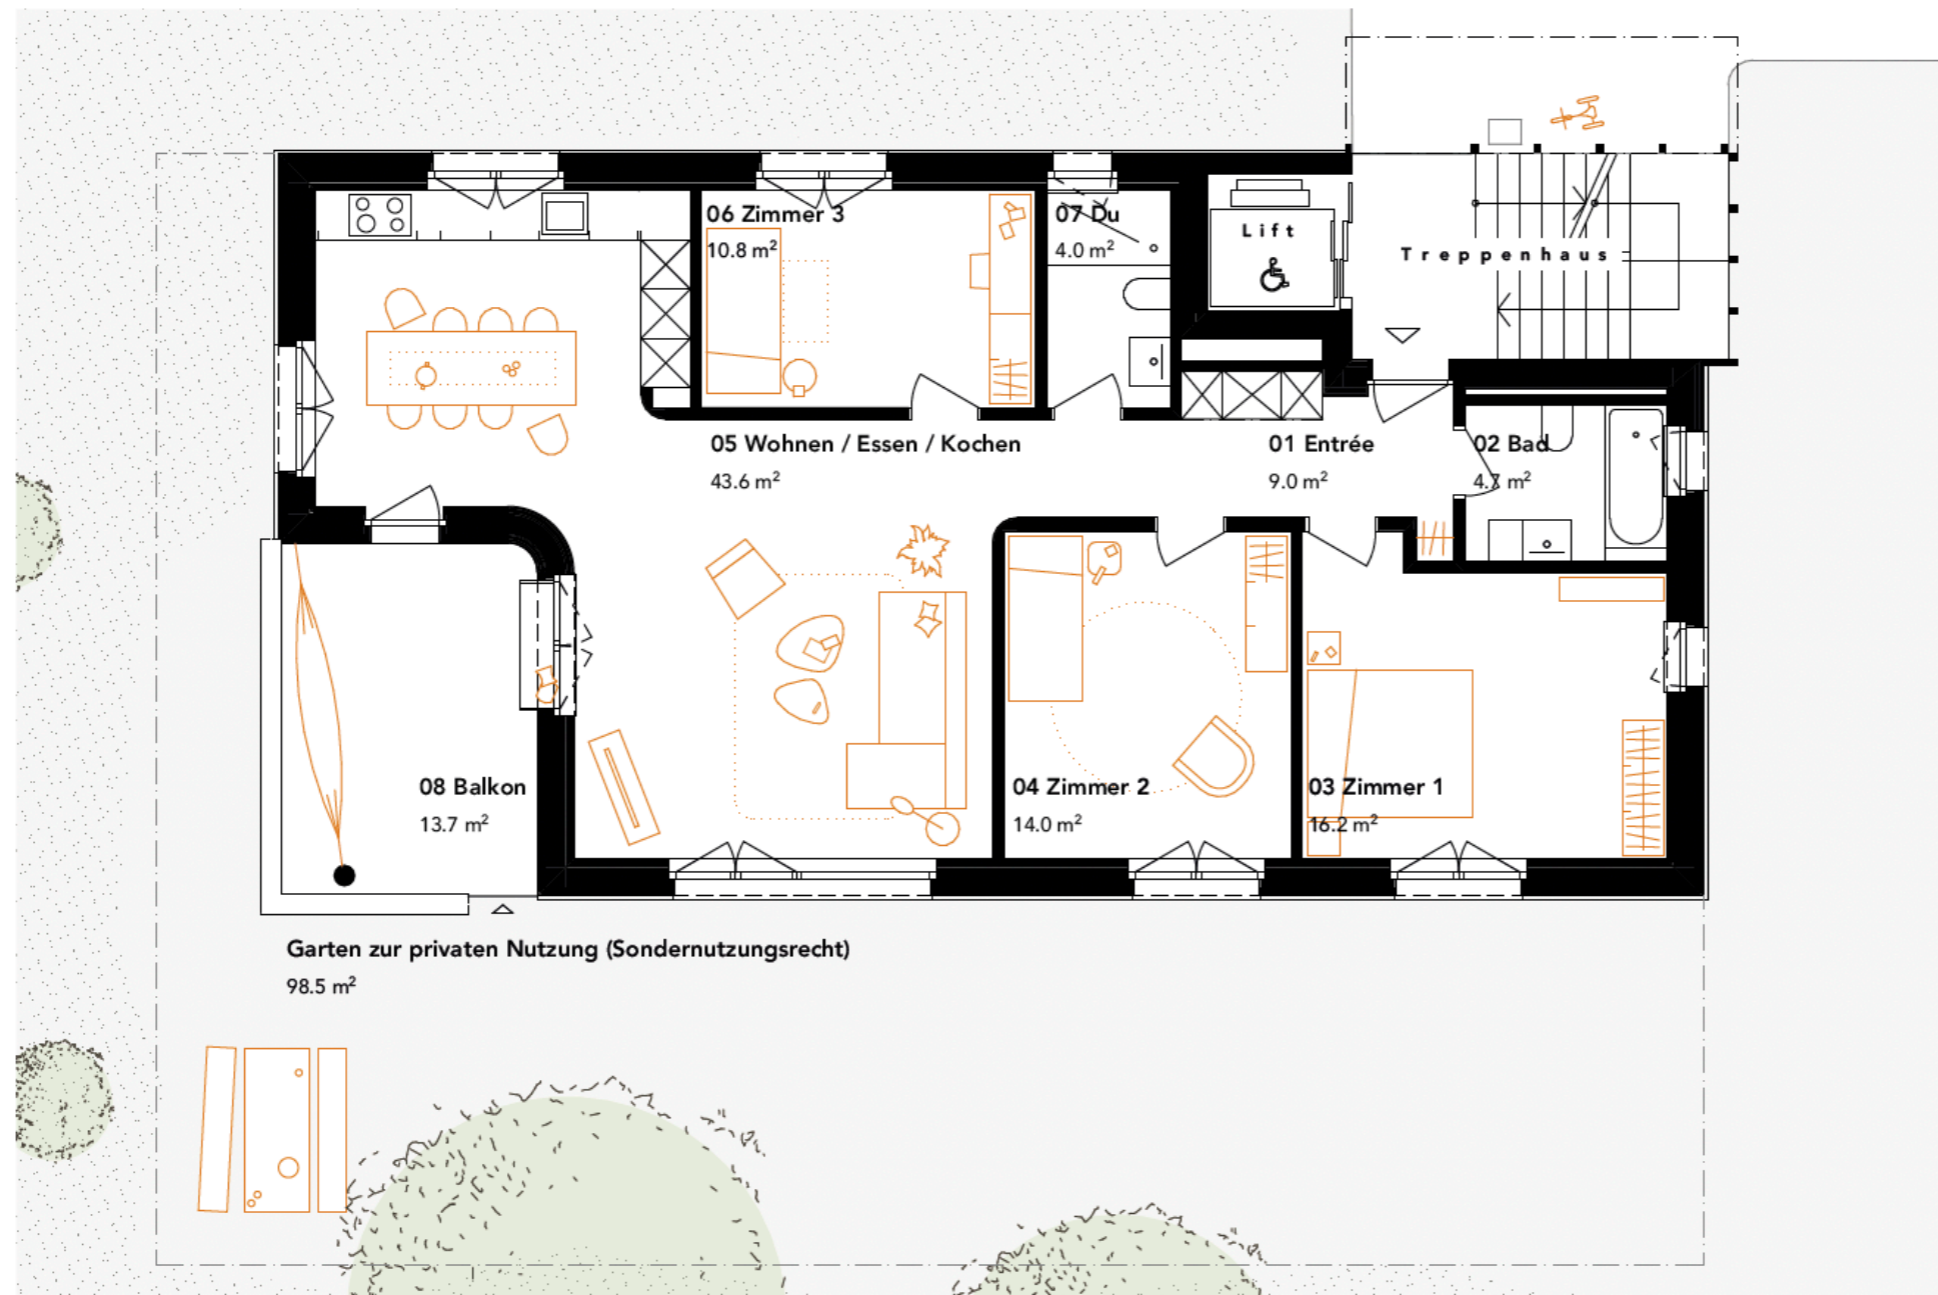 06 Zimmer 3
10.8 m²
07 Du
4.0 m²
Lift
Treppenhaus
05 Wohnen / Essen / Kochen
43.6 m²
01 Entrée
9.0 m²
02 Bad
4.7 m²
08 Balkon
13.7 m²
04 Zimmer 2
14.0 m²
03 Zimmer 1
16.2 m²
Garten zur privaten Nutzung (Sondernutzungsrecht)
98.5 m²